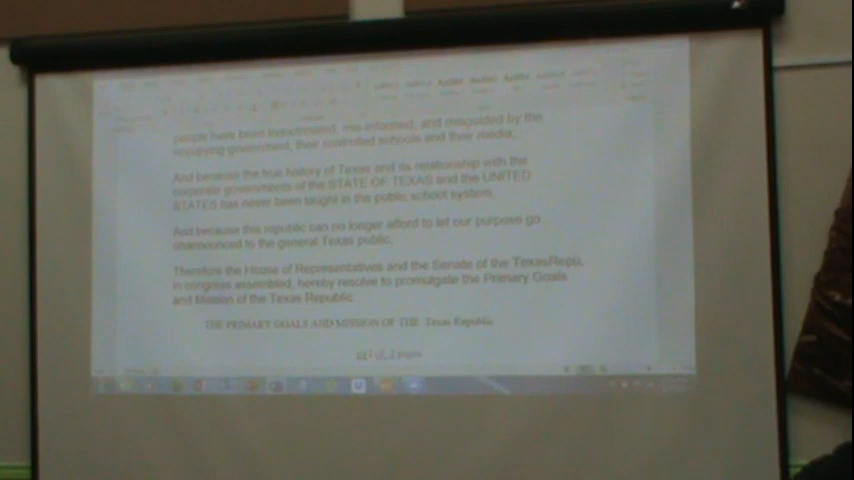 people have been indoctrinated, mis-informed, and misguided by the
occupying government, their controlled schools and their media;
And because the true history of Texas and its relationship with the
corporate governments of the STATE OF TEXAS and the UNITED
STATES has never been taught in the public school system,
And because this republic can no longer afford to let our purpose go
unannounced to the general Texas public;
Therefore the House of Representatives and the Senate of the TexasRepu,
in congress assembled, hereby resolve to promulgate the Primary Goals
and Mission of the Texas Republic
THE PRIMARY GOALS AND MISSION OF THE Texas Republic